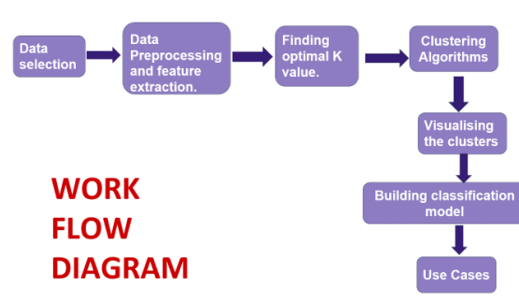 Data
selection
Data
Preprocessing
and feature
extraction.
Finding
optimal K
value.
Clustering
Algorithms
Visualising
the clusters
Building classification
model
Use Cases
WORK
FLOW
DIAGRAM